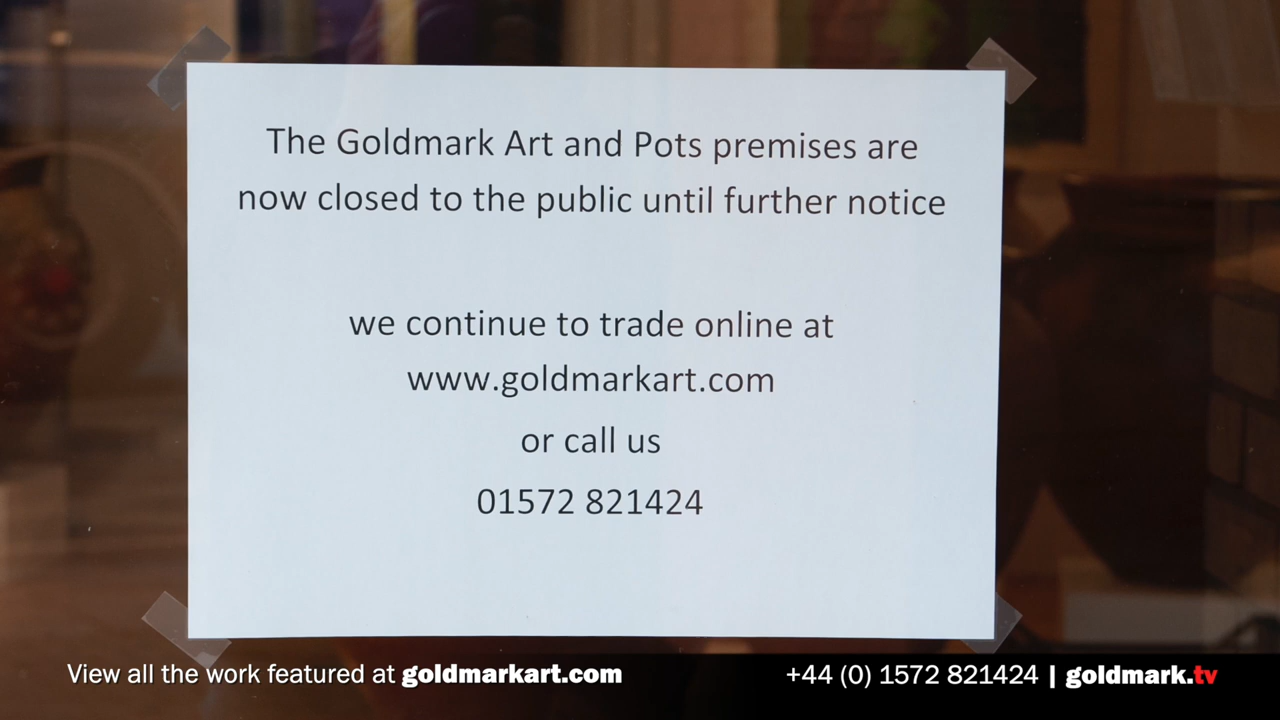 The Goldmark Art and Pots premises are
now closed to the public until further notice
we continue to trade online at
www.goldmarkart.com
or call us
01572 821424
View all the work featured at goldmarkart.com
+44 (0) 1572 821424 | goldmark.tv